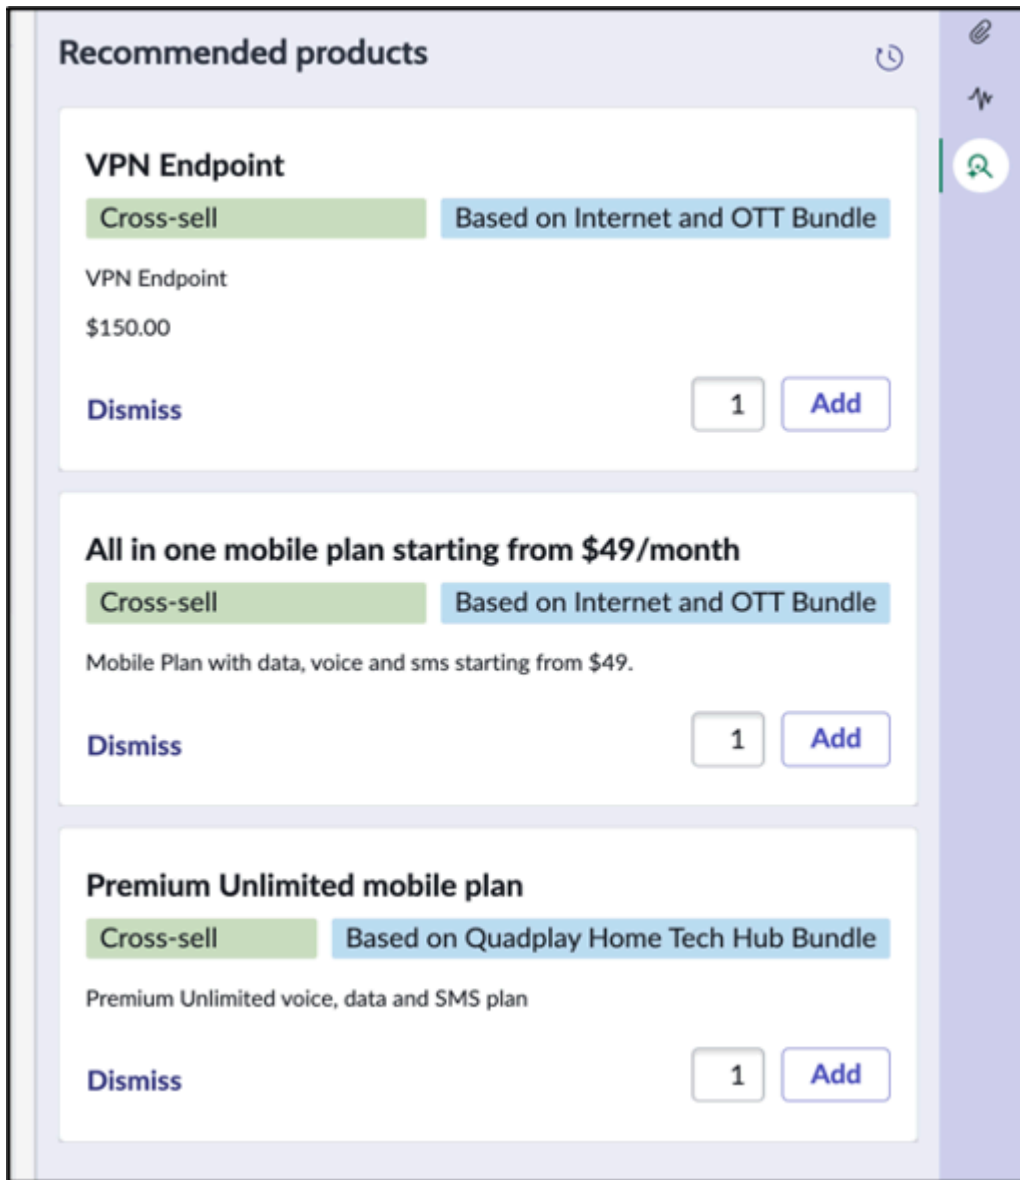 Recommended products
VPN Endpoint
Cross-sell
Based on Internet and OTT Bundle
VPN Endpoint
$150.00
Dismiss
1
Add
All in one mobile plan starting from $49/month
Cross-sell
Based on Internet and OTT Bundle
Mobile Plan with data, voice and sms starting from $49.
Dismiss
1
Add
Premium Unlimited mobile plan
Cross-sell
Based on Quadplay Home Tech Hub Bundle
Premium Unlimited voice, data and SMS plan
Dismiss
1
Add